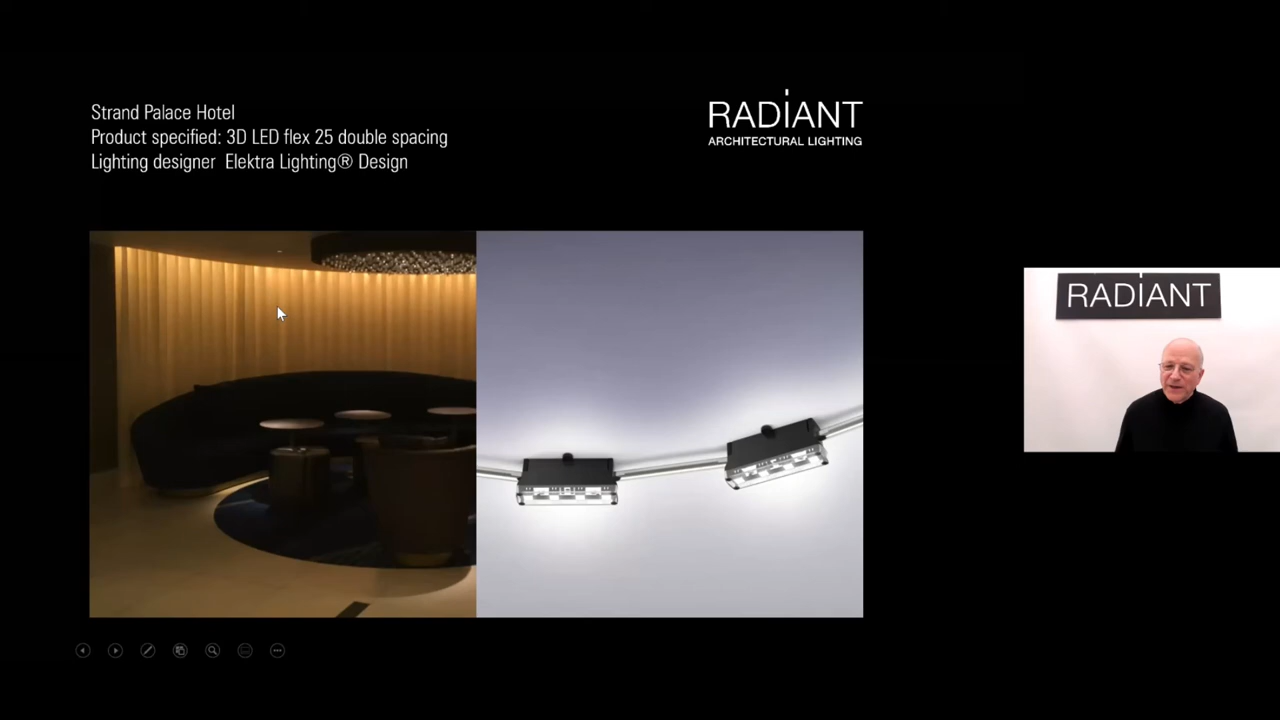 Strand Palace Hotel
Product specified: 3D LED flex 25 double spacing
Lighting designer Elektra Lighting® Design
RADIANT
ARCHITECTURAL LIGHTING
RADIANT